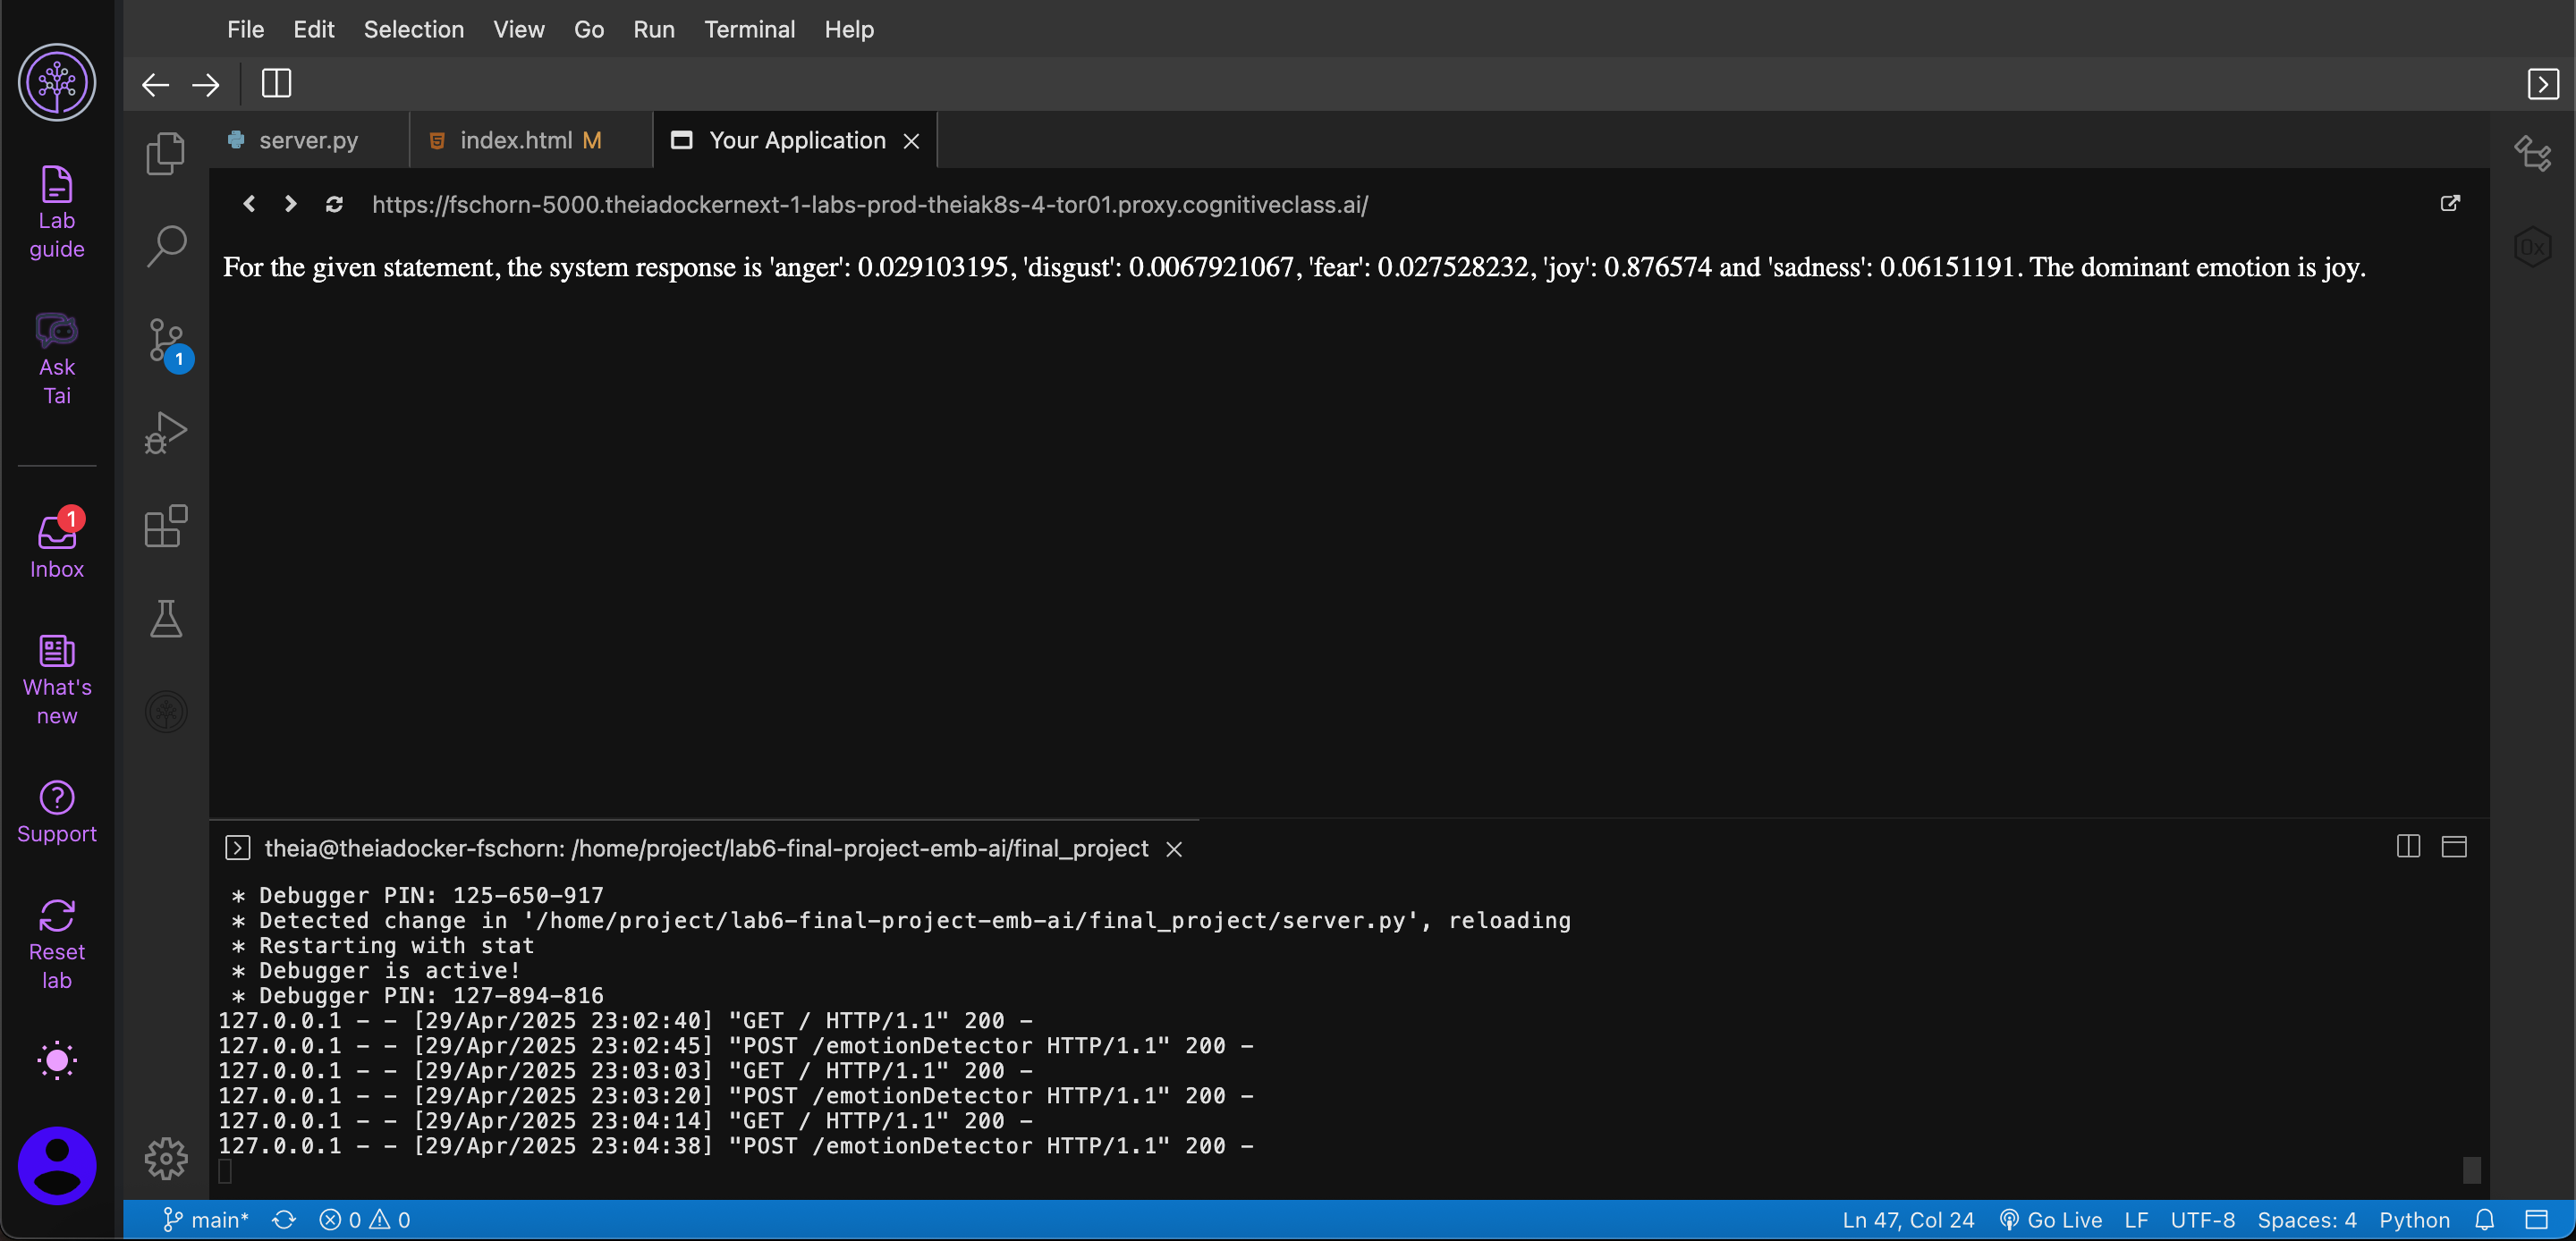 File Edit Selection View Go Run Terminal Help
Lab
guide
Ask
Tai
Inbox
1
What's
new
Support
Reset
lab
1
server.py
index.html M
Your Application
https://fschorn-5000.theiadockernext-1-labs-prod-theiak8s-4-tor01.proxy.cognitiveclass.ai/
0x
For the given statement, the system response is 'anger': 0.029103195, 'disgust': 0.0067921067, 'fear': 0.027528232, 'joy': 0.876574 and 'sadness': 0.06151191. The dominant emotion is joy.
theia@theiadocker-fschorn: /home/project/lab6-final-project-emb-ai/final_project
* Debugger PIN: 125-650-917
* Detected change in '/home/project/lab6-final-project-emb-ai/final_project/server.py', reloading
* Restarting with stat
* Debugger is active!
* Debugger PIN: 127-894-816
127.0.0.1 - - [29/Apr/2025 23:02:40] "GET / HTTP/1.1" 200 -
127.0.0.1 - - [29/Apr/2025 23:02:45] "POST /emotionDetector HTTP/1.1" 200 -
127.0.0.1 - - [29/Apr/2025 23:03:03] "GET / HTTP/1.1" 200 -
127.0.0.1 - - [29/Apr/2025 23:03:20] "POST /emotionDetector HTTP/1.1" 200 -
127.0.0.1 - - [29/Apr/2025 23:04:14] "GET / HTTP/1.1" 200 -
127.0.0.1 - - [29/Apr/2025 23:04:38] "POST /emotionDetector HTTP/1.1" 200 -
main* 0 0 Ln 47, Col 24 Go Live LF UTF-8 Spaces: 4 Python